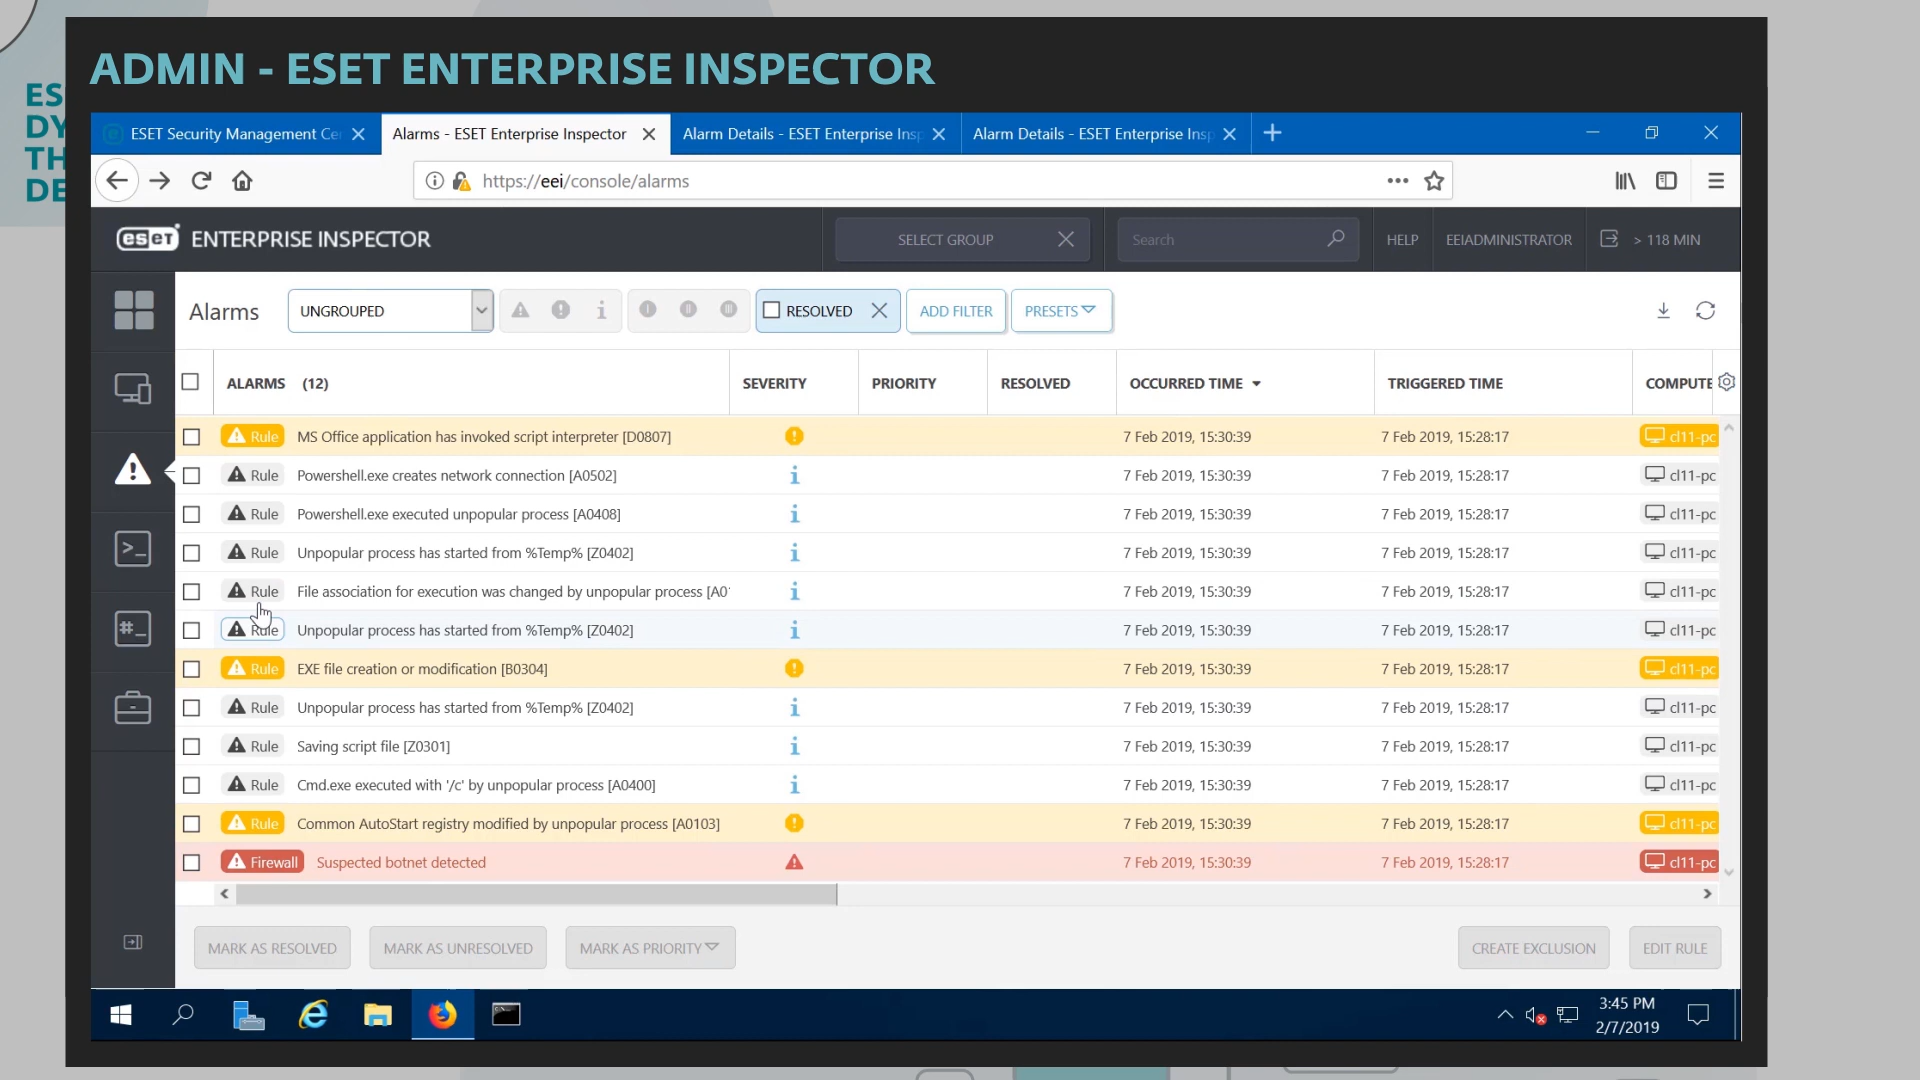 ADMIN - ESET ENTERPRISE INSPECTOR
ES
DY
TH
DE
ESET Security Management Ce
Alarms - ESET Enterprise Inspector
Alarm Details - ESET Enterprise Insp
Alarm Details - ESET Enterprise Insp
https://eei/console/alarms
eset ENTERPRISE INSPECTOR
SELECT GROUP
Search
HELP
EEIADMINISTRATOR
> 118 MIN
Alarms
UNGROUPED
RESOLVED
ADD FILTER
PRESETS
ALARMS (12) SEVERITY PRIORITY RESOLVED OCCURRED TIME TRIGGERED TIME COMPUTE
Rule MS Office application has invoked script interpreter [D0807] 7 Feb 2019, 15:30:39 7 Feb 2019, 15:28:17 cl11-pc
Rule Powershell.exe creates network connection [A0502] 7 Feb 2019, 15:30:39 7 Feb 2019, 15:28:17 cl11-pc
Rule Powershell.exe executed unpopular process [A0408] 7 Feb 2019, 15:30:39 7 Feb 2019, 15:28:17 cl11-pc
Rule Unpopular process has started from %Temp% [Z0402] 7 Feb 2019, 15:30:39 7 Feb 2019, 15:28:17 cl11-pc
Rule File association for execution was changed by unpopular process [A0 7 Feb 2019, 15:30:39 7 Feb 2019, 15:28:17 cl11-pc
Rule Unpopular process has started from %Temp% [Z0402] 7 Feb 2019, 15:30:39 7 Feb 2019, 15:28:17 cl11-pc
Rule EXE file creation or modification [B0304] 7 Feb 2019, 15:30:39 7 Feb 2019, 15:28:17 cl11-pc
Rule Unpopular process has started from %Temp% [Z0402] 7 Feb 2019, 15:30:39 7 Feb 2019, 15:28:17 cl11-pc
Rule Saving script file [Z0301] 7 Feb 2019, 15:30:39 7 Feb 2019, 15:28:17 cl11-pc
Rule Cmd.exe executed with '/c' by unpopular process [A0400] 7 Feb 2019, 15:30:39 7 Feb 2019, 15:28:17 cl11-pc
Rule Common AutoStart registry modified by unpopular process [A0103] 7 Feb 2019, 15:30:39 7 Feb 2019, 15:28:17 cl11-pc
Firewall Suspected botnet detected 7 Feb 2019, 15:30:39 7 Feb 2019, 15:28:17 cl11-pc
MARK AS RESOLVED
MARK AS UNRESOLVED
MARK AS PRIORITY
CREATE EXCLUSION
EDIT RULE
3:45 PM
2/7/2019